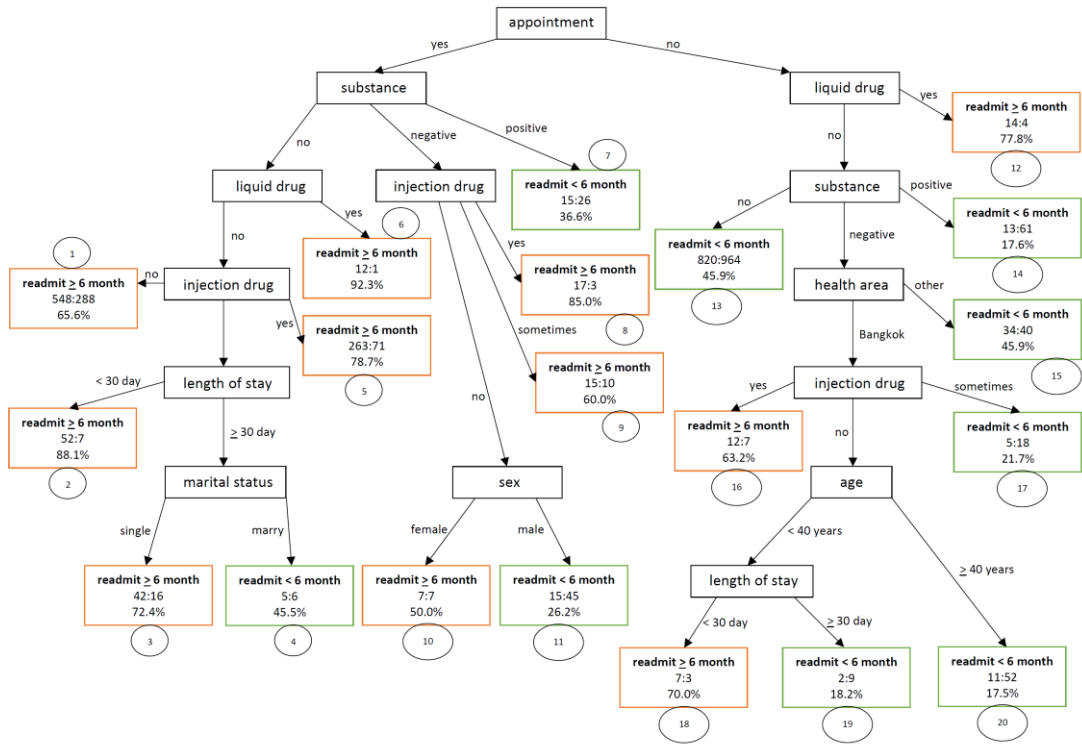 appointment
yes
no
substance
liquid drug
yes
readmit ≥ 6 month
14:4
77.8%
12
no
negative
positive
7
no
liquid drug
injection drug
readmit < 6 month
15:26
36.6%
substance
positive
no
yes
6
no
readmit ≥ 6 month
12:1
92.3%
yes
readmit < 6 month
820:964
45.9%
13
negative
readmit < 6 month
13:61
17.6%
14
1
readmit ≥ 6 month
548:288
65.6%
no
injection drug
yes
readmit ≥ 6 month
263:71
78.7%
5
readmit ≥ 6 month
17:3
85.0%
8
sometimes
health area
other
Bangkok
readmit < 6 month
34:40
45.9%
15
< 30 day
length of stay
no
readmit ≥ 6 month
15:10
60.0%
9
yes
injection drug
sometimes
readmit ≥ 6 month
52:7
88.1%
2
≥ 30 day
readmit ≥ 6 month
12:7
63.2%
16
no
readmit < 6 month
5:18
21.7%
17
marital status
sex
age
single
marry
female
male
< 40 years
≥ 40 years
readmit ≥ 6 month
42:16
72.4%
3
readmit < 6 month
5:6
45.5%
4
readmit ≥ 6 month
7:7
50.0%
10
readmit < 6 month
15:45
26.2%
11
length of stay
< 30 day
≥ 30 day
readmit ≥ 6 month
7:3
70.0%
18
readmit < 6 month
2:9
18.2%
19
readmit < 6 month
11:52
17.5%
20